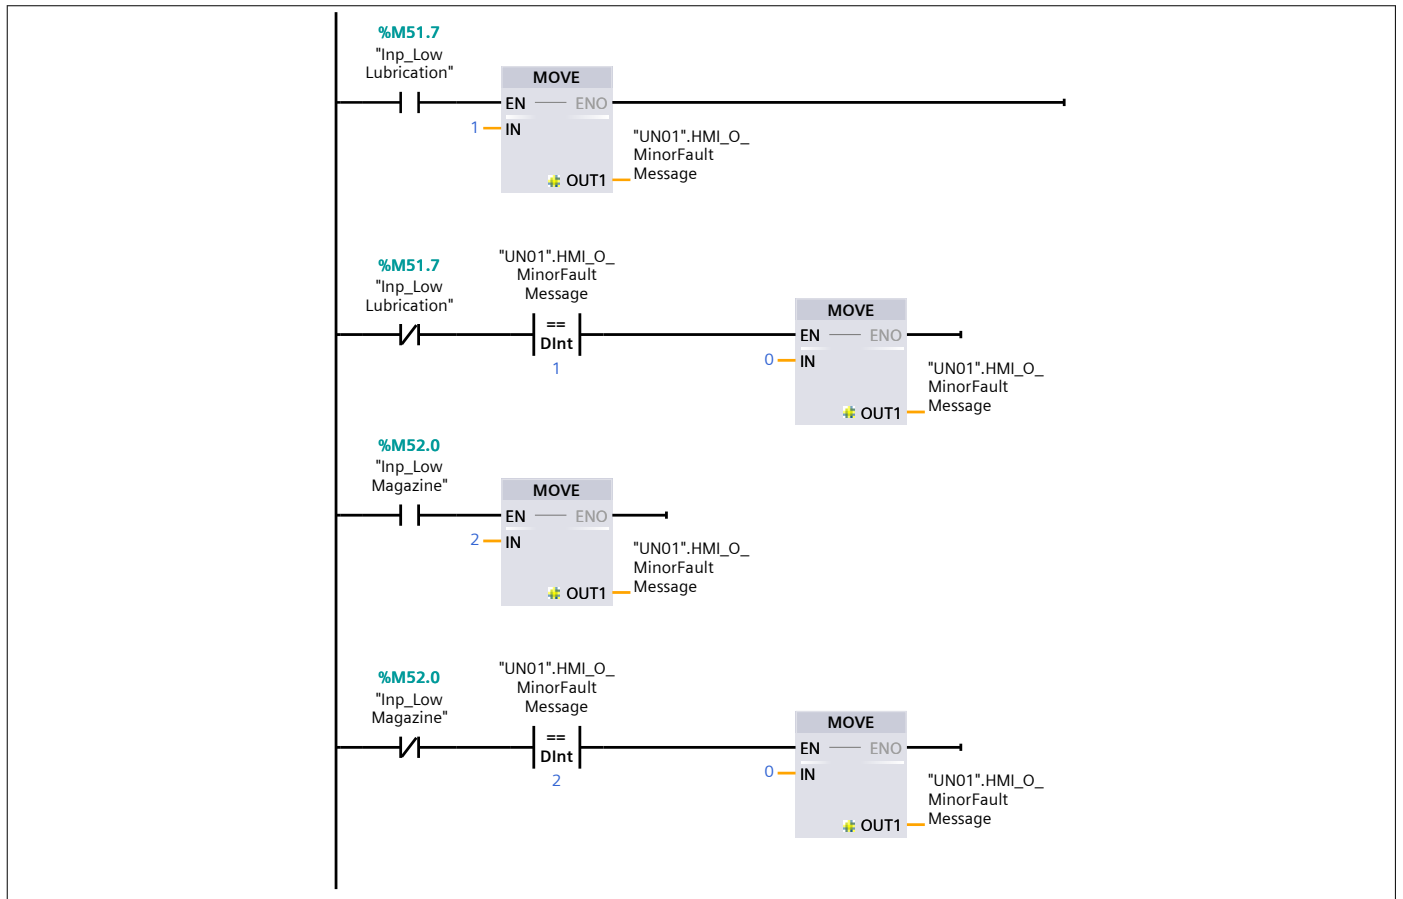 %M51.7
"Inp_Low
Lubrication"
MOVE
EN ENO
1 IN
"UN01".HMI_O_
MinorFault
Message
OUT1
%M51.7
"Inp_Low
Lubrication"
"UN01".HMI_O_
MinorFault
Message
==
DInt
1
MOVE
EN ENO
0 IN
"UN01".HMI_O_
MinorFault
Message
OUT1
%M52.0
"Inp_Low
Magazine"
MOVE
EN ENO
2 IN
"UN01".HMI_O_
MinorFault
Message
OUT1
%M52.0
"Inp_Low
Magazine"
"UN01".HMI_O_
MinorFault
Message
==
DInt
2
MOVE
EN ENO
0 IN
"UN01".HMI_O_
MinorFault
Message
OUT1